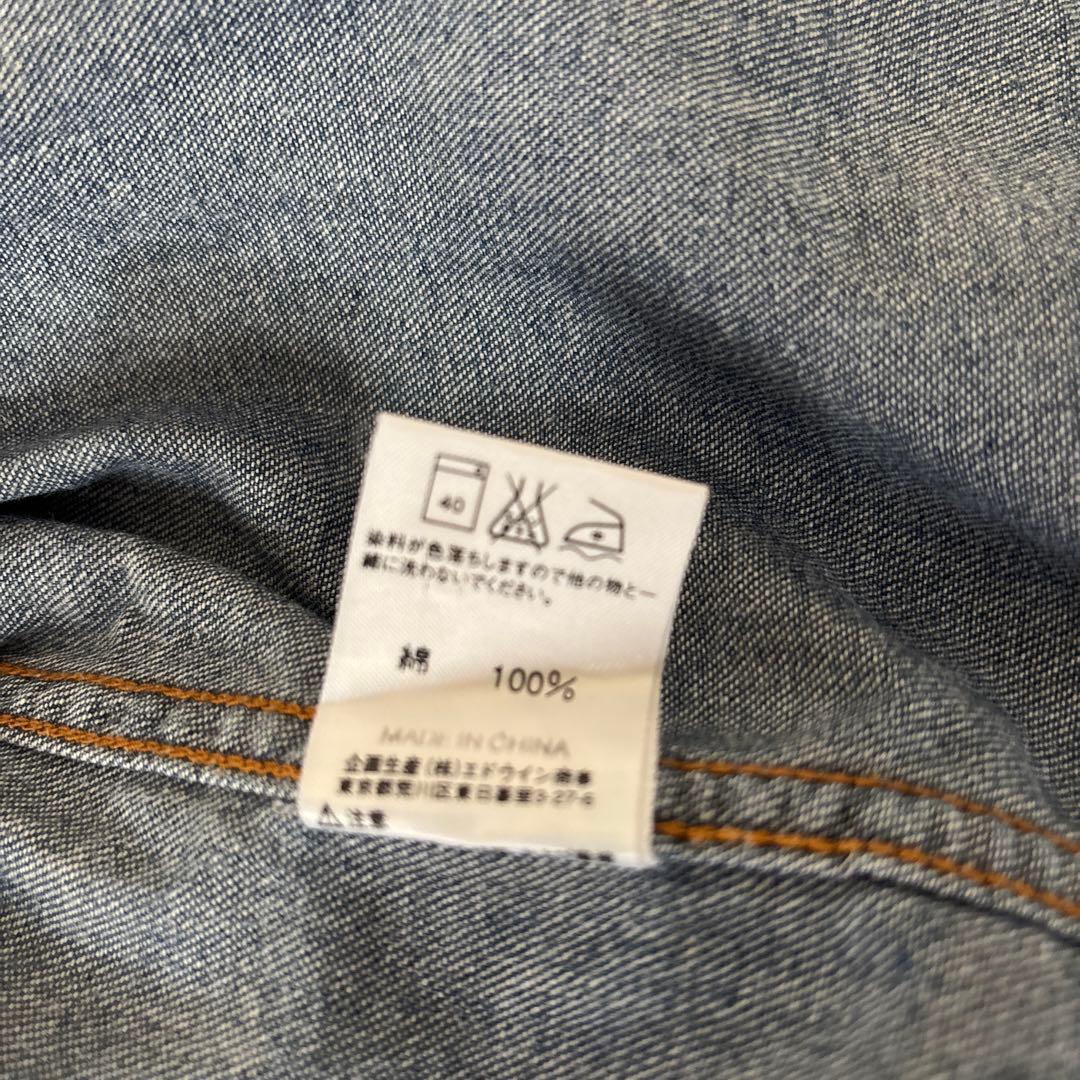 40
染料が色落ちしますので他の物と一
緒に洗わないでください。
綿 100%
MADE IN CHINA
企画生産（株）エドウイン商事
東京都荒川区東日暮里3-27-6
⚠注意